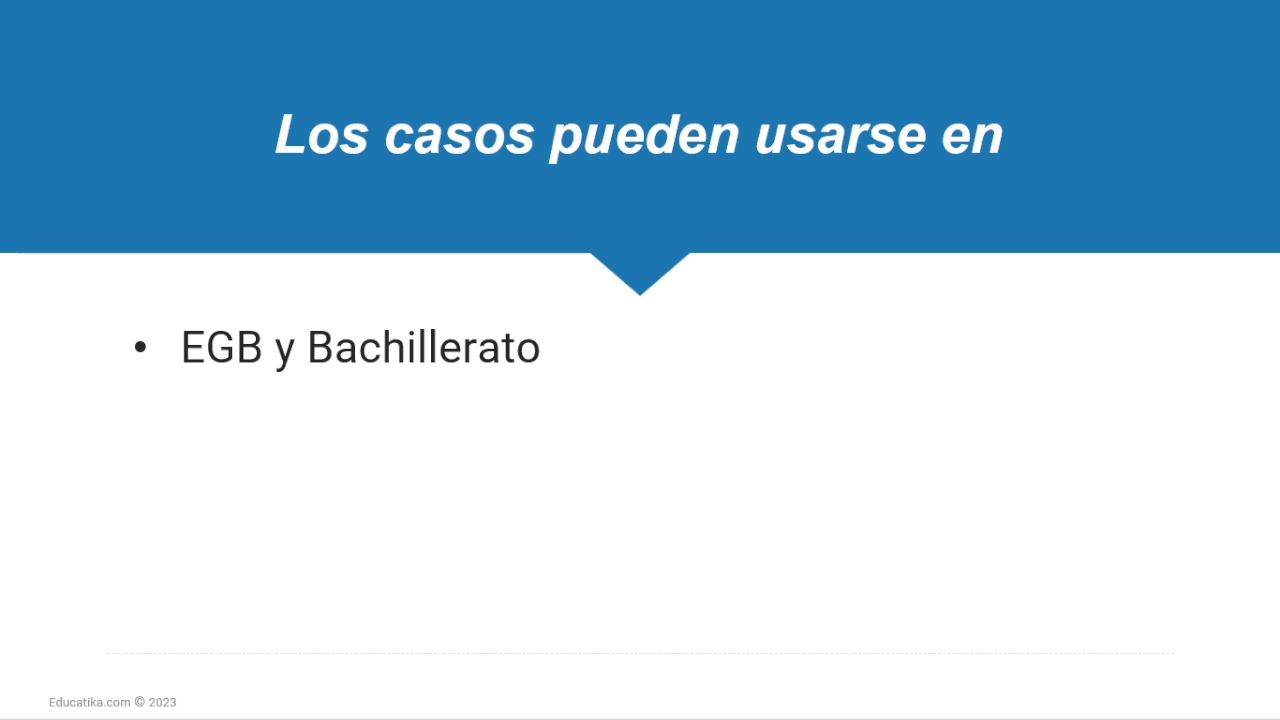 Los casos pueden usarse en
• EGB y Bachillerato
Educatika.com © 2023